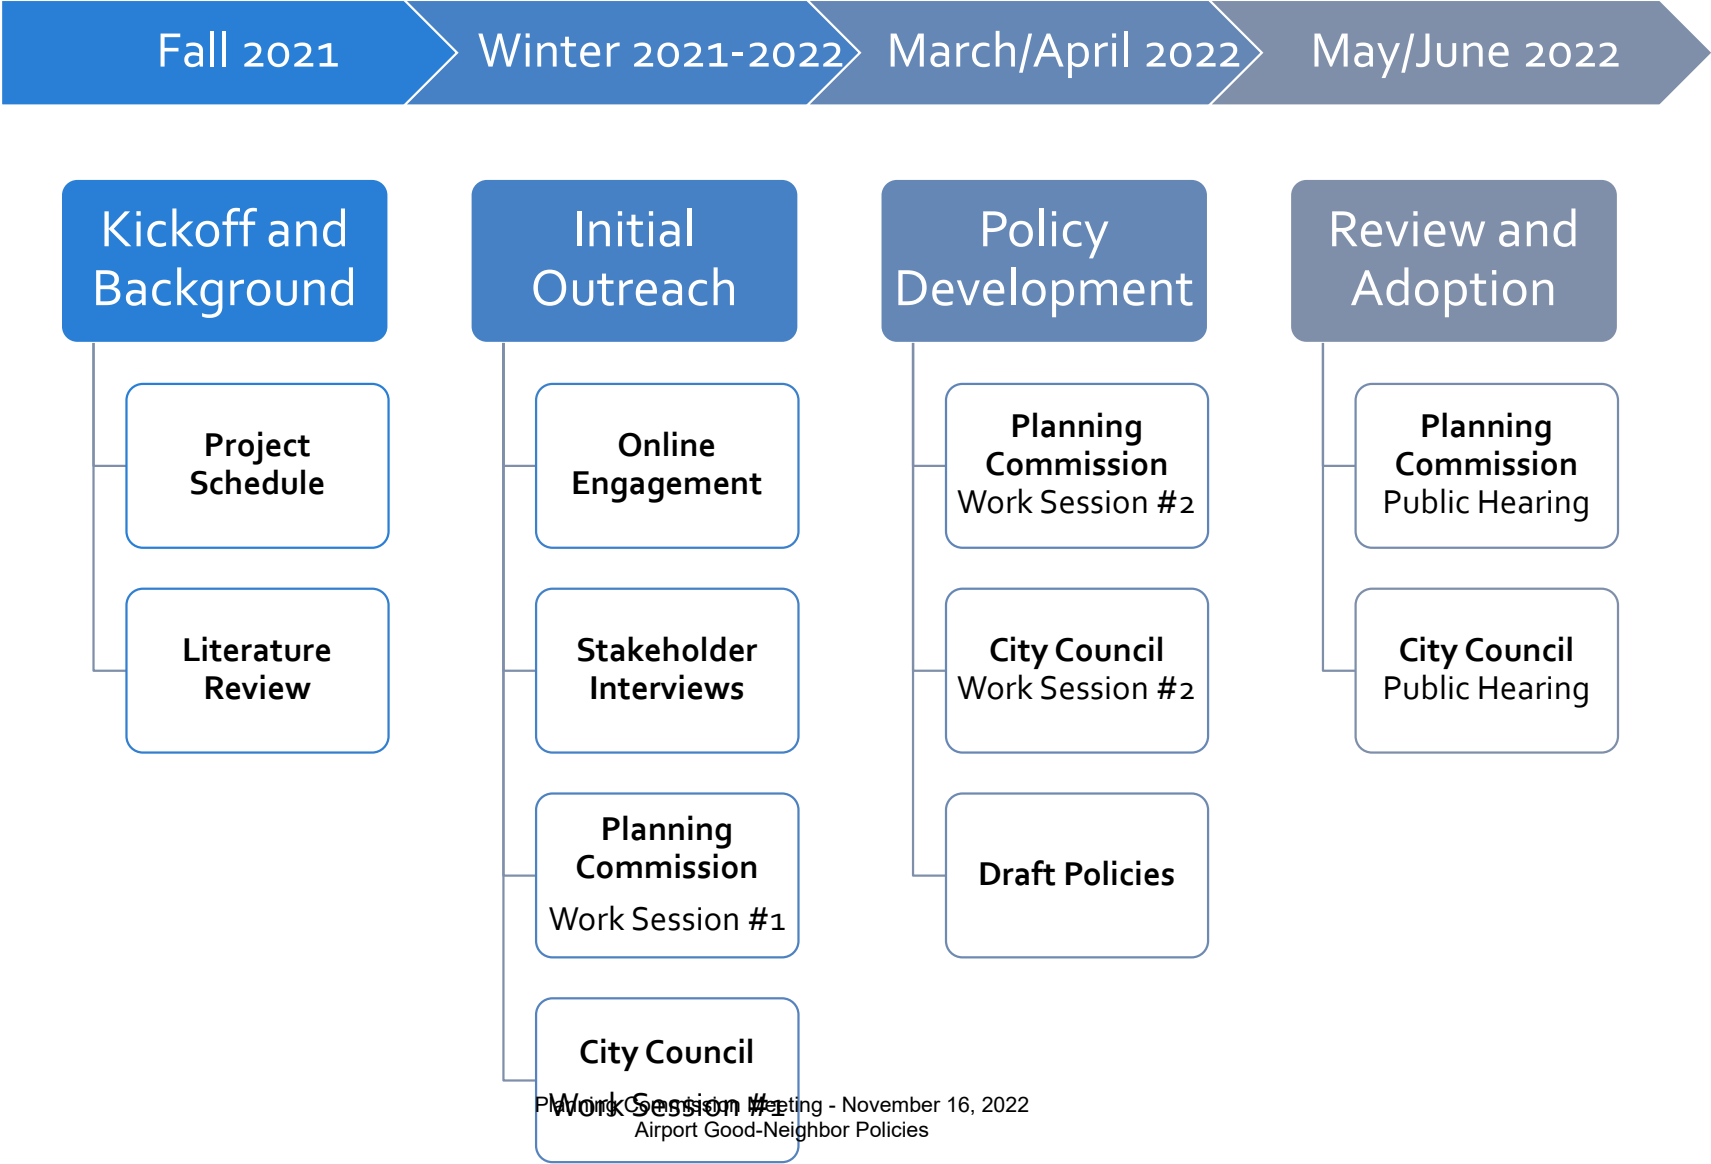 Fall 2021
Winter 2021-2022
March/April 2022
May/June 2022
Kickoff and
Background
Project
Schedule
Literature
Review
Initial
Outreach
Online
Engagement
Stakeholder
Interviews
Planning
Commission
Work Session #1
City Council
Work Session #1
Policy
Development
Planning
Commission
Work Session #2
City Council
Work Session #2
Draft Policies
Review and
Adoption
Planning
Commission
Public Hearing
City Council
Public Hearing
Planning Commission Meeting - November 16, 2022
Airport Good-Neighbor Policies